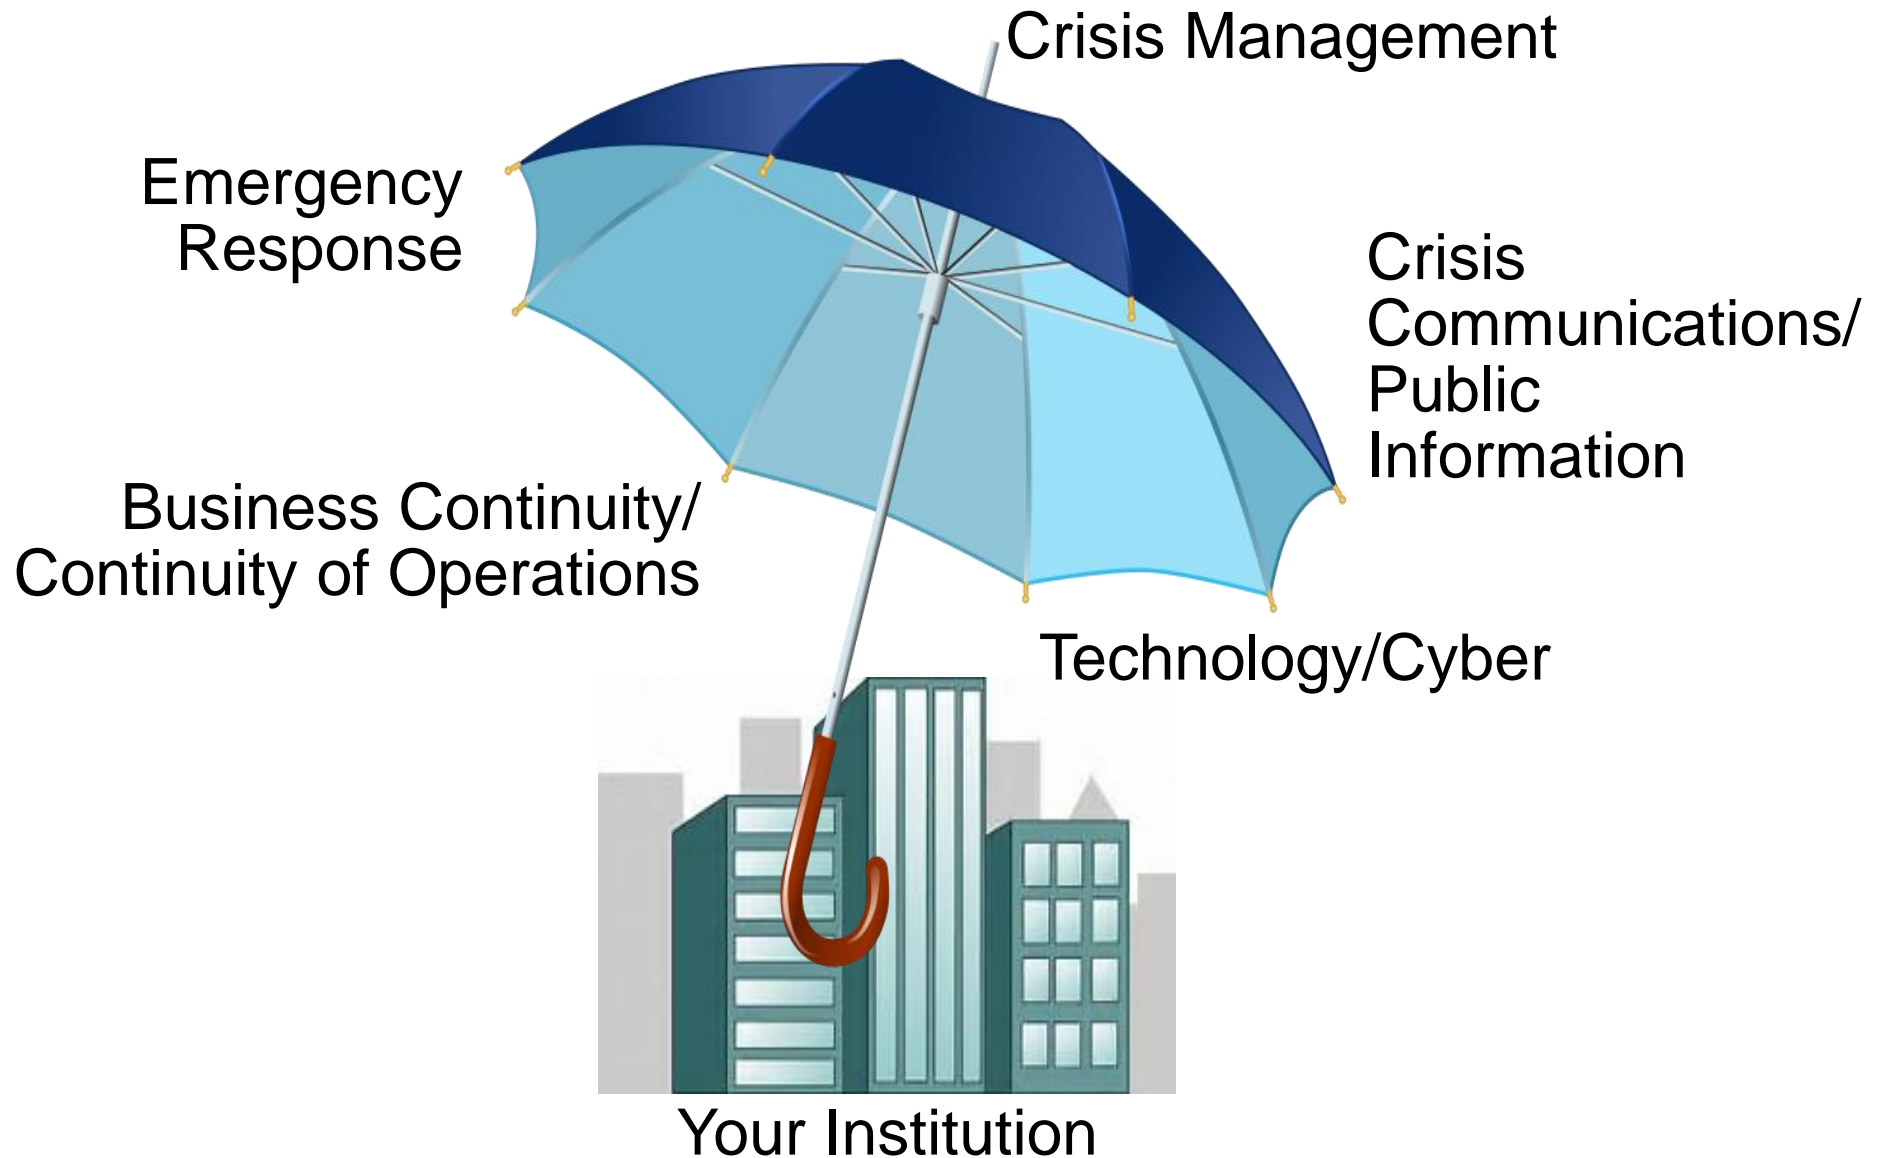 Crisis Management
Emergency
Response
Crisis
Communications/
Public
Information
Business Continuity/
Continuity of Operations
Technology/Cyber
Your Institution